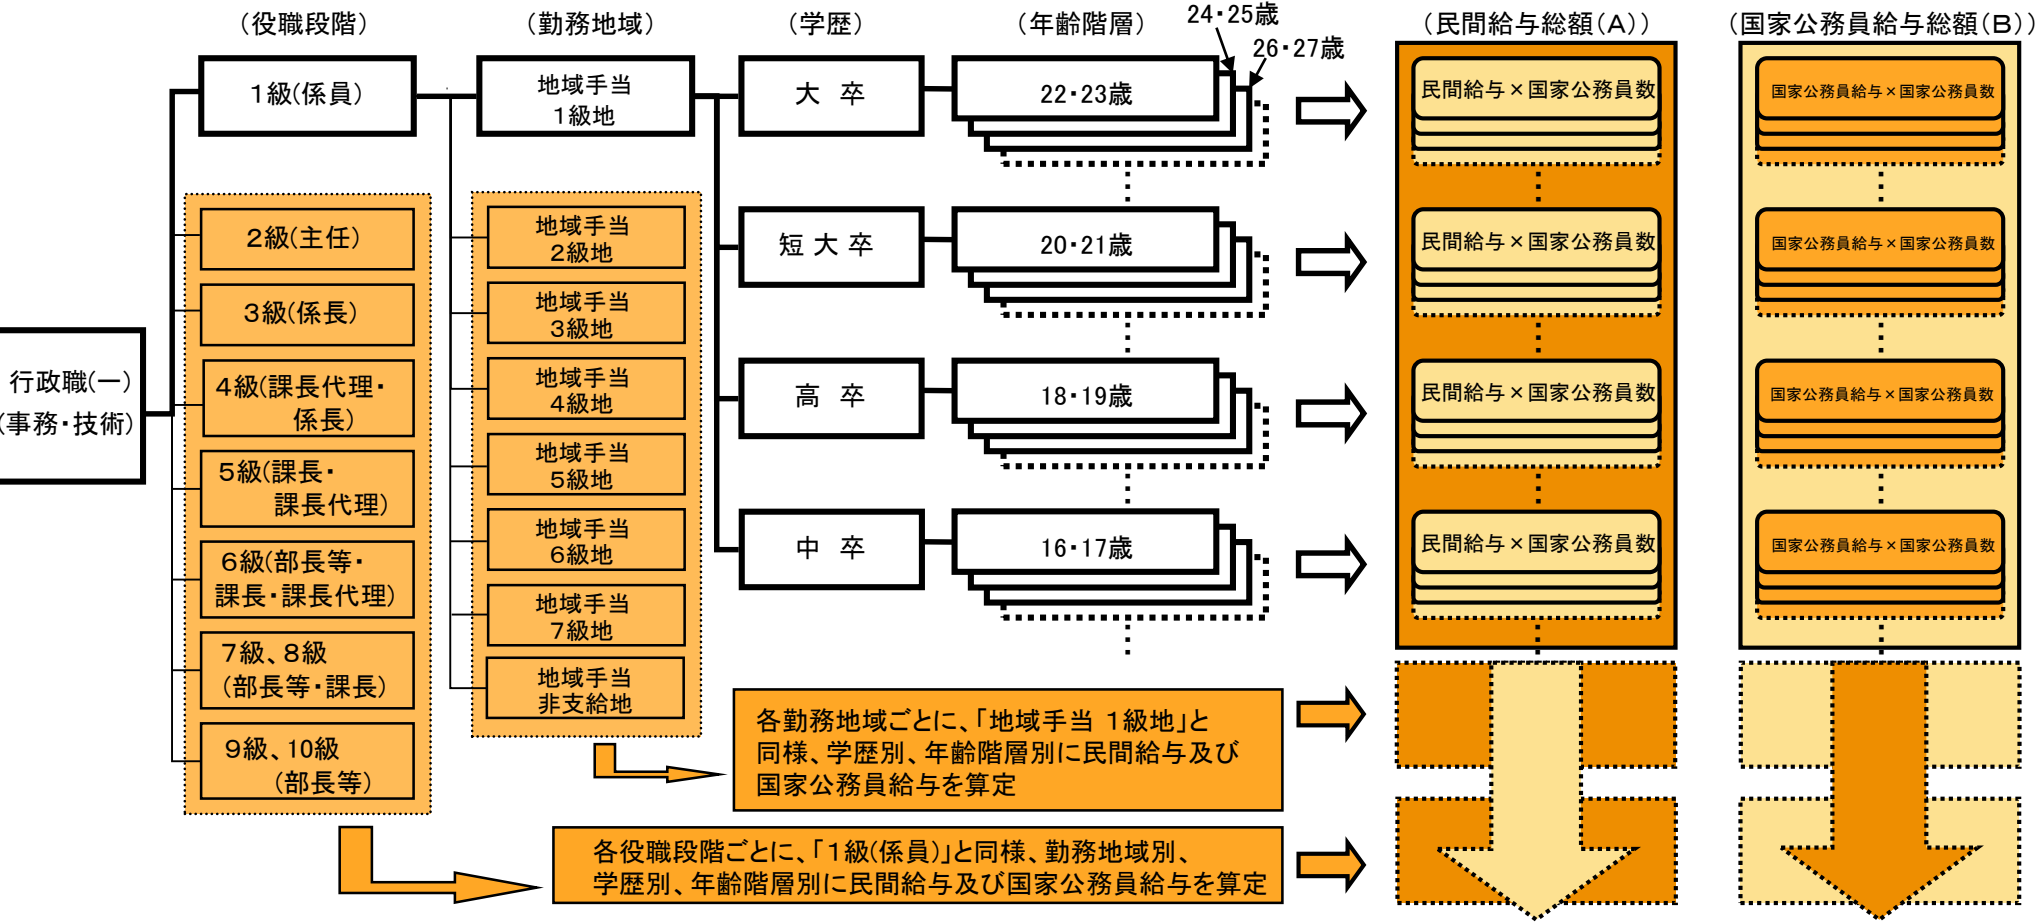 (役職段階)
(勤務地域)
(学歴)
(年齢階層)
24・25歳
26・27歳
(民間給与総額(A))
(国家公務員給与総額(B))
行政職(一)
(事務・技術)
1級(係員)
2級(主任)
3級(係長)
4級(課長代理・
係長)
5級(課長・
課長代理)
6級(部長等・
課長・課長代理)
7級、8級
(部長等・課長)
9級、10級
(部長等)
地域手当
1級地
地域手当
2級地
地域手当
3級地
地域手当
4級地
地域手当
5級地
地域手当
6級地
地域手当
7級地
地域手当
非支給地
大 卒
22・23歳
民間給与×国家公務員数
国家公務員給与×国家公務員数
短 大 卒
20・21歳
民間給与×国家公務員数
国家公務員給与×国家公務員数
高 卒
18・19歳
民間給与×国家公務員数
国家公務員給与×国家公務員数
中 卒
16・17歳
民間給与×国家公務員数
国家公務員給与×国家公務員数
各勤務地域ごとに、「地域手当 1級地」と
同様、学歴別、年齢階層別に民間給与及び
国家公務員給与を算定
各役職段階ごとに、「1級(係員)」と同様、勤務地域別、
学歴別、年齢階層別に民間給与及び国家公務員給与を算定